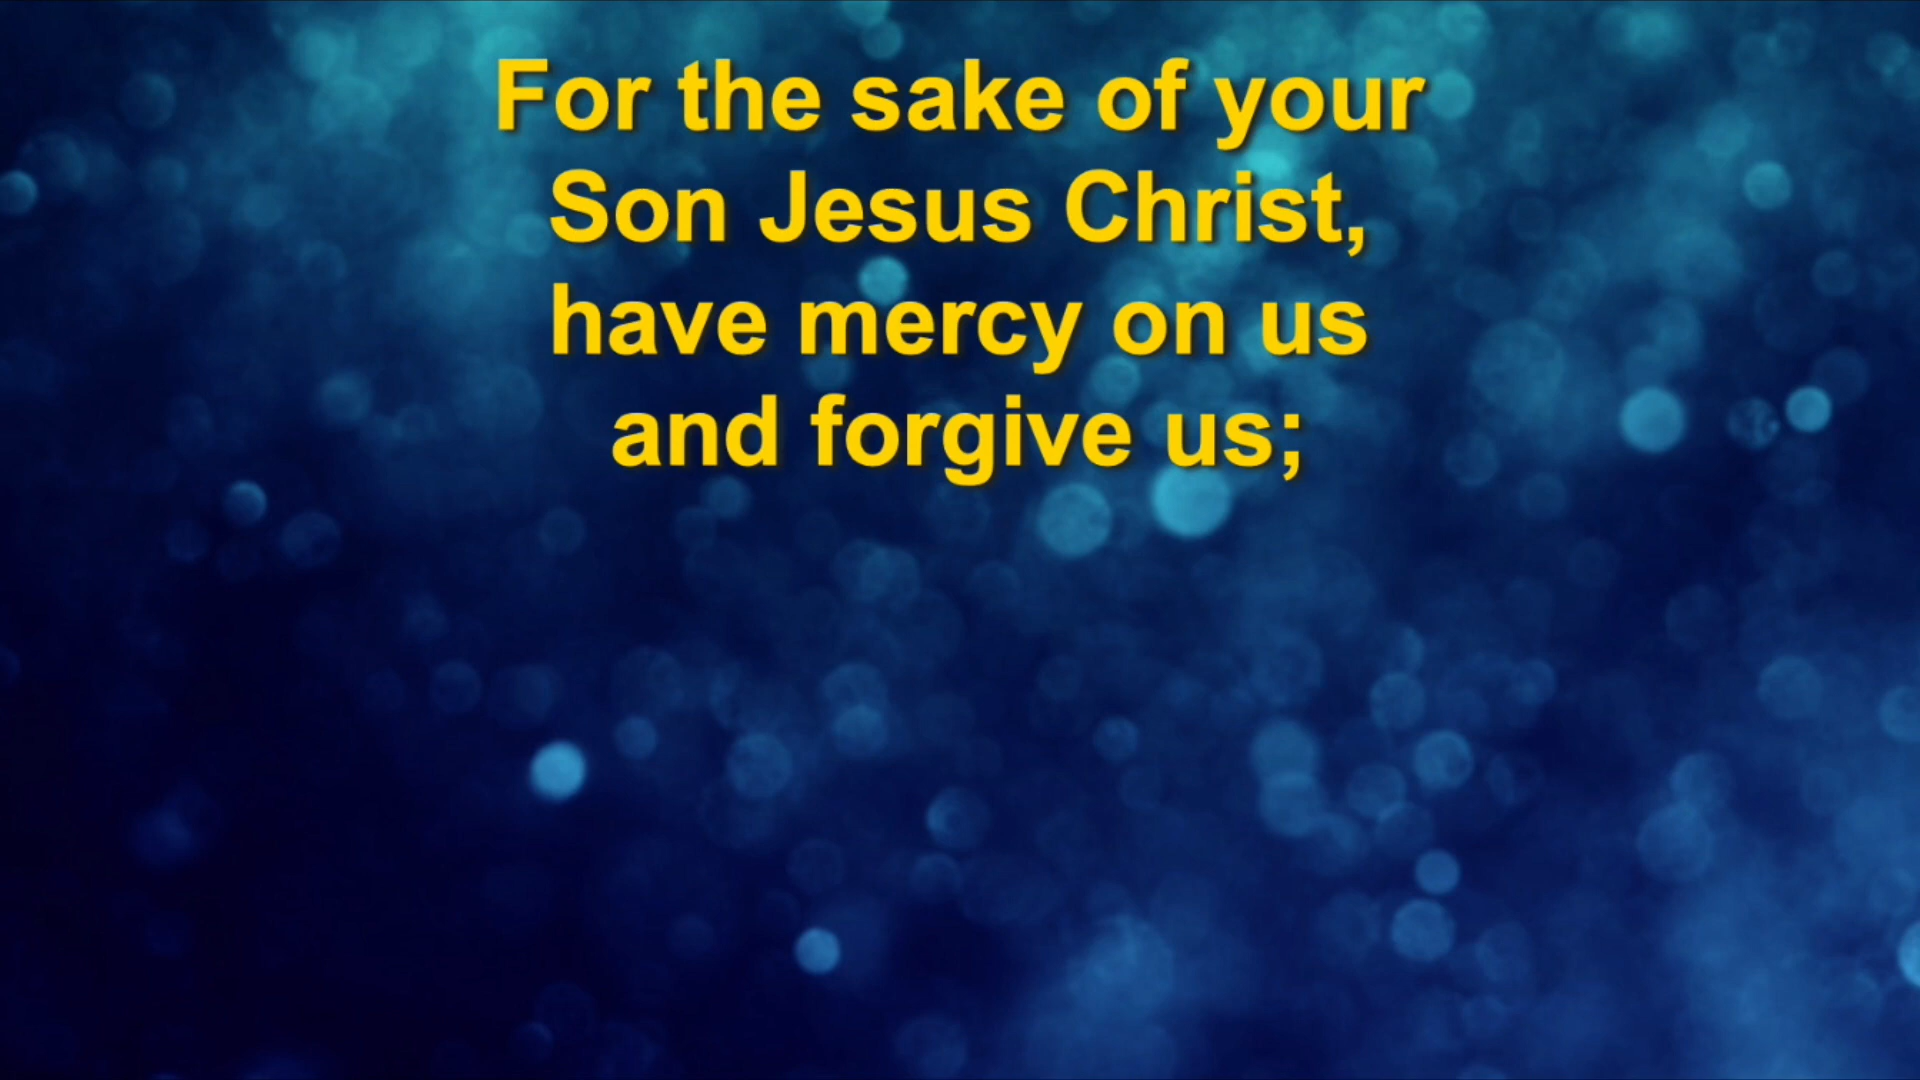 For the sake of your
Son Jesus Christ,
have mercy on us
and forgive us;